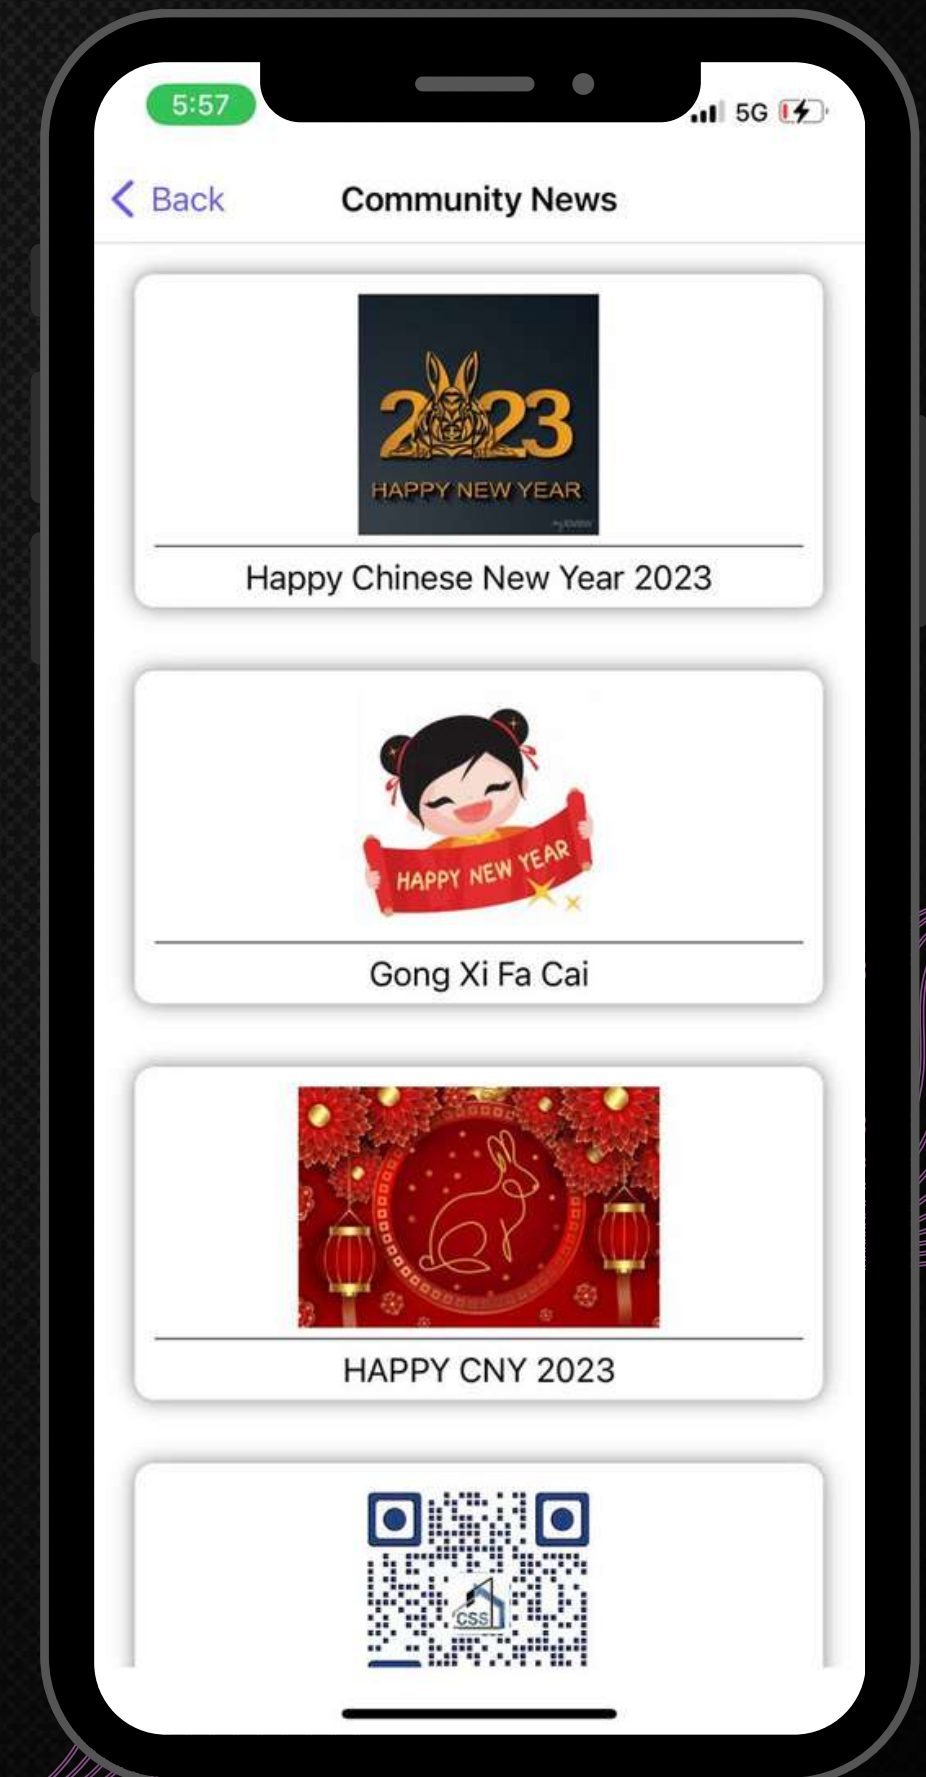 5:57
5G
Back
Community News
2023
HAPPY NEW YEAR
Happy Chinese New Year 2023
HAPPY NEW YEAR
Gong Xi Fa Cai
HAPPY CNY 2023
CSS